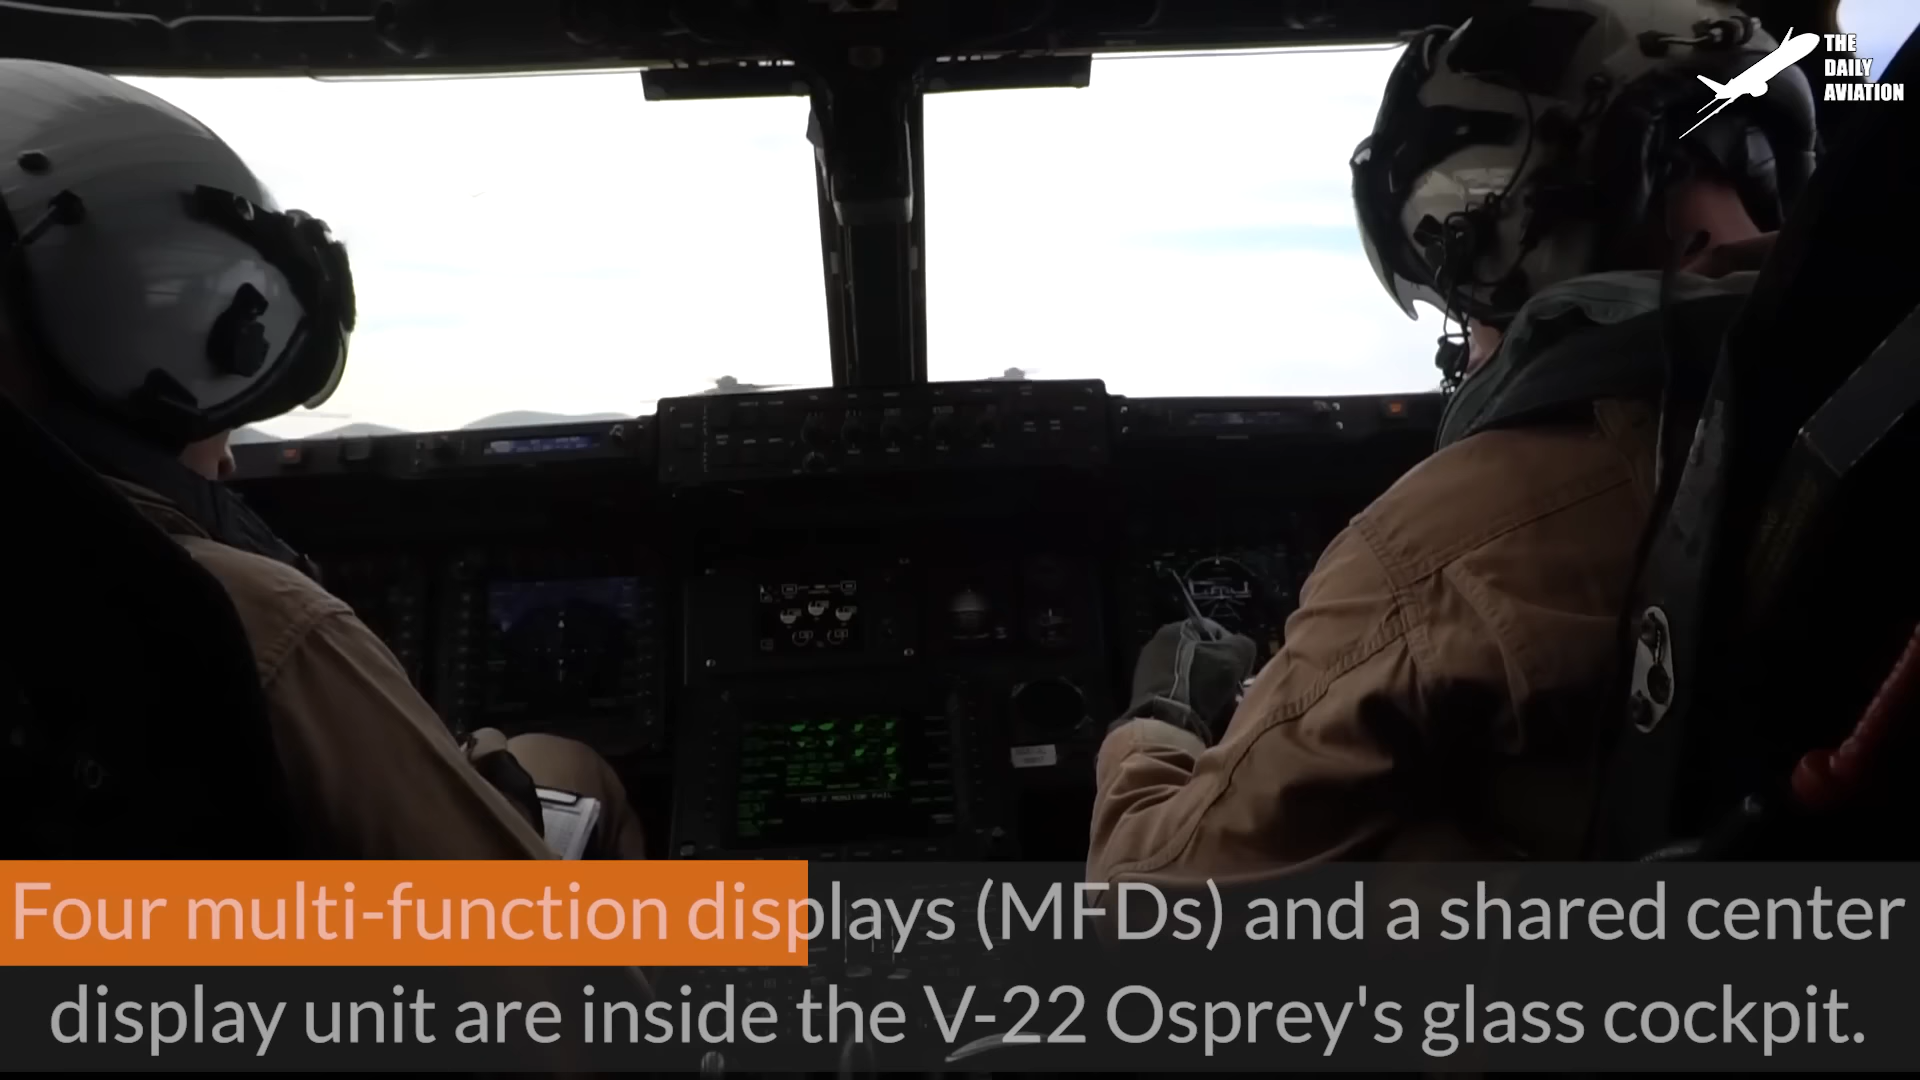 THE
DAILY
AVIATION
Four multi-function displays (MFDs) and a shared center
display unit are inside the V-22 Osprey's glass cockpit.